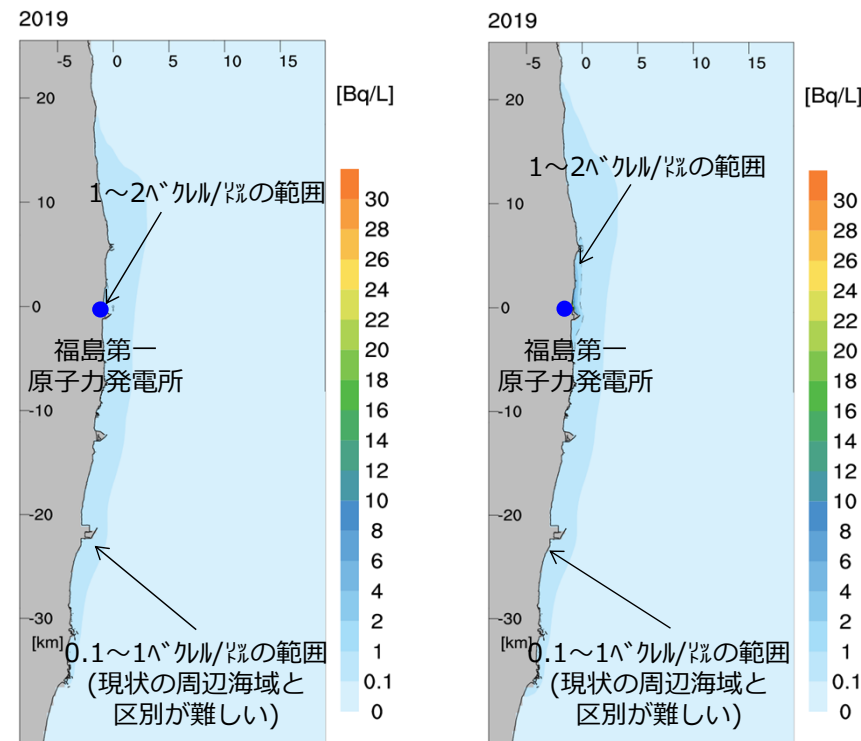 2019
-5 0 5 10 15
[Bq/L]
20
10
0
-10
-20
-30
[km]
1～2ﾍﾞｸﾚﾙ/㍑の範囲
福島第一
原子力発電所
0.1～1ﾍﾞｸﾚﾙ/㍑の範囲
(現状の周辺海域と
区別が難しい)
30
28
26
24
22
20
18
16
14
12
10
8
6
4
2
1
0.1
0
2019
-5 0 5 10 15
[Bq/L]
20
10
0
-10
-20
-30
[km]
1～2ﾍﾞｸﾚﾙ/㍑の範囲
福島第一
原子力発電所
0.1～1ﾍﾞｸﾚﾙ/㍑の範囲
(現状の周辺海域と
区別が難しい)
30
28
26
24
22
20
18
16
14
12
10
8
6
4
2
1
0.1
0